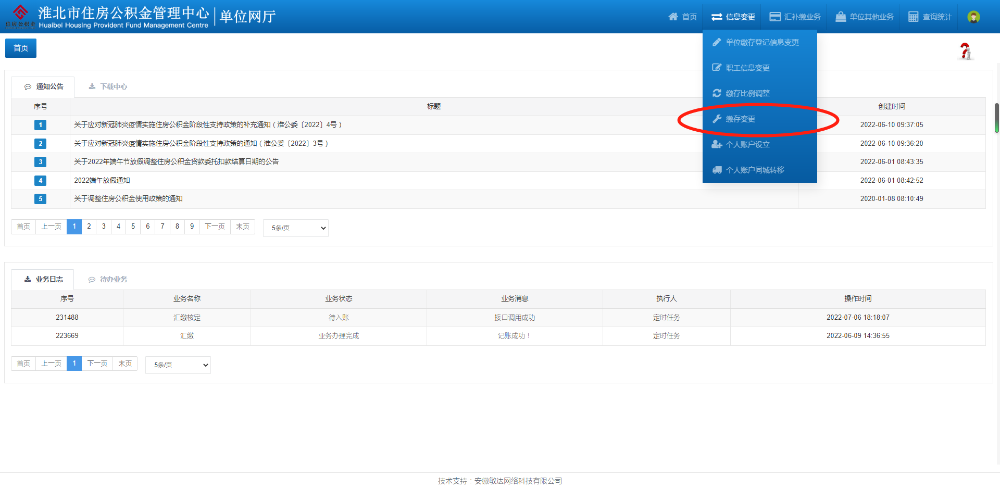 住房公积金
淮北市住房公积金管理中心
Huaibei Housing Provident Fund Management Centre
单位网厅
首页
信息变更
汇补缴业务
单位其他业务
查询统计
首页
单位缴存登记信息变更
职工信息变更
缴存比例调整
缴存变更
个人账户设立
个人账户同城转移
通知公告 下载中心
序号 标题 创建时间
1 关于应对新冠肺炎疫情实施住房公积金阶段性支持政策的补充通知（淮公委〔2022〕4号） 2022-06-10 09:37:05
2 关于应对新冠肺炎疫情实施住房公积金阶段性支持政策的通知（淮公委〔2022〕3号） 2022-06-10 09:36:20
3 关于2022年端午节放假调整住房公积金贷款委托扣款结算日期的公告 2022-06-01 08:43:35
4 2022端午放假通知 2022-06-01 08:42:52
5 关于调整住房公积金使用政策的通知 2020-01-08 08:10:49
首页 上一页 1 2 3 4 5 6 7 8 9 下一页 末页 5条/页
业务日志 待办业务
序号 业务名称 业务状态 业务消息 执行人 操作时间
231488 汇缴核定 待入账 接口调用成功 定时任务 2022-07-06 18:18:07
223669 汇缴 业务办理完成 记账成功！ 定时任务 2022-06-09 14:36:55
首页 上一页 1 下一页 末页 5条/页
技术支持：安徽敏达网络科技有限公司